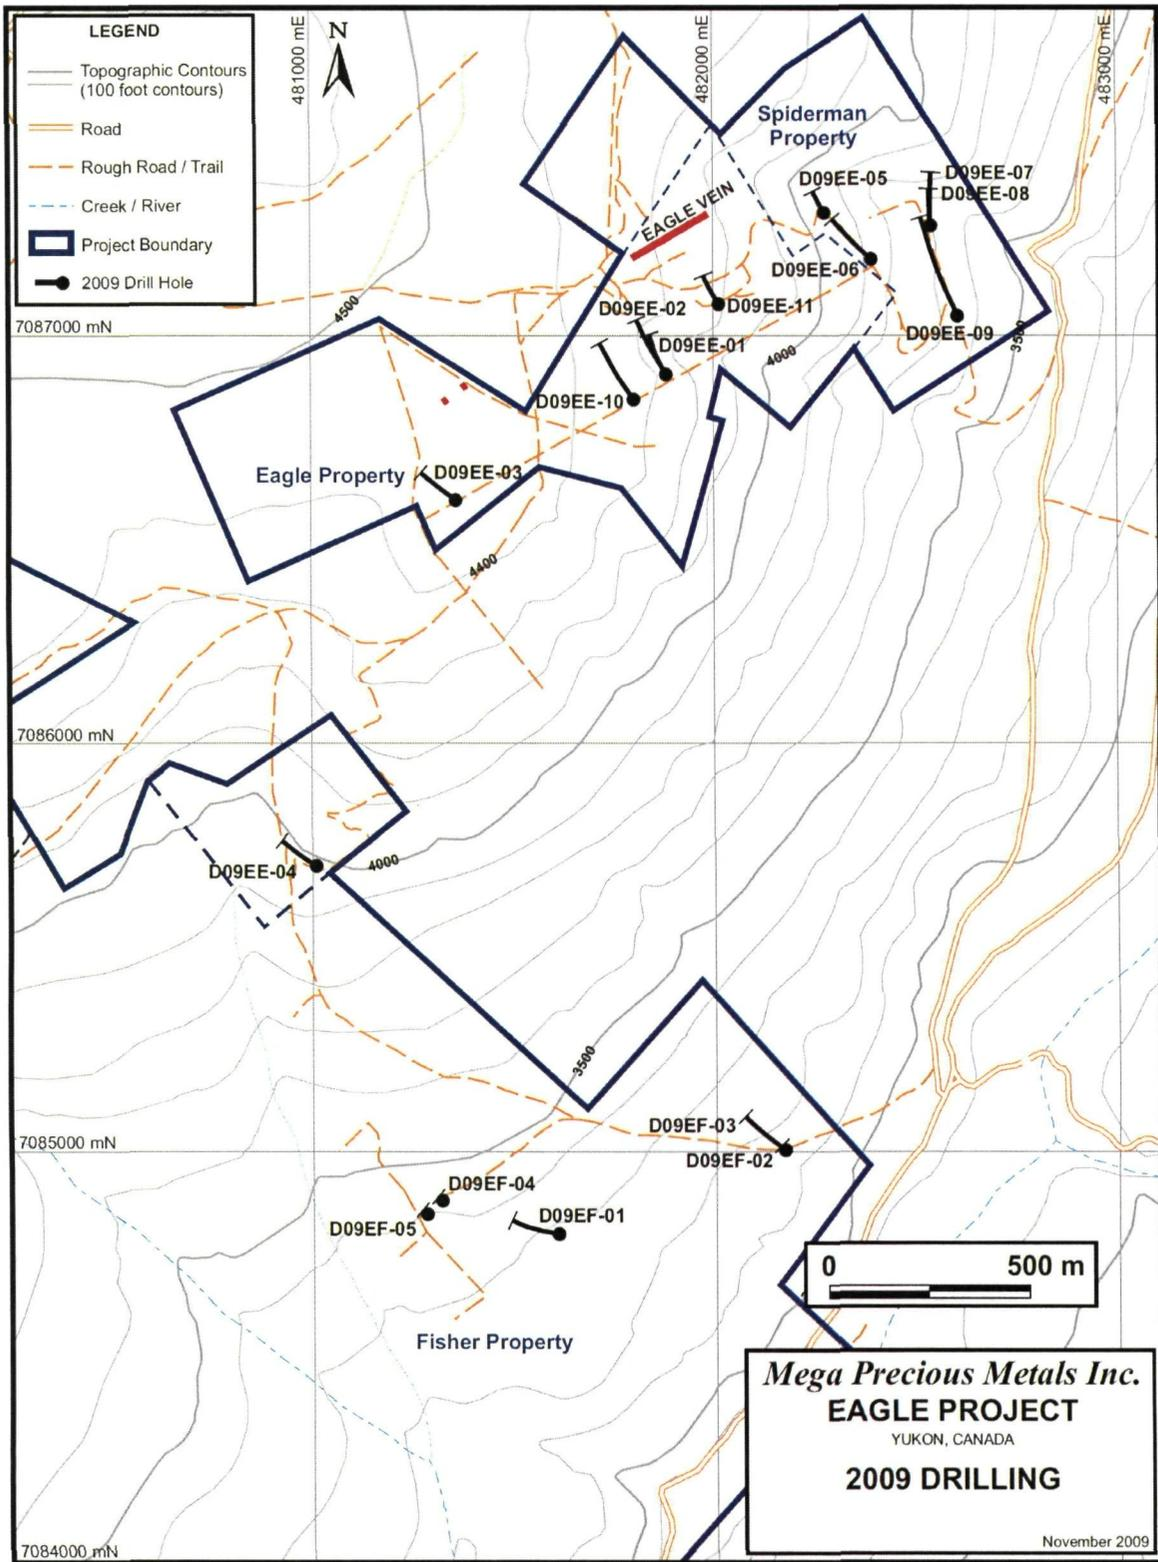 LEGEND
Topographic Contours
(100 foot contours)
Road
Rough Road / Trail
Creek / River
Project Boundary
2009 Drill Hole
N
481000 mE
482000 mE
483000 mE
Spiderman
Property
D09EE-07
D09EE-05
D09EE-08
EAGLE VEIN
D09EE-06
4500
D09EE-02
D09EE-11
7087000 mN
D09EE-09
3500
D09EE-01
4000
D09EE-10
Eagle Property
D09EE-03
4400
7086000 mN
D09EE-04
4000
3500
7085000 mN
D09EF-03
D09EF-02
D09EF-04
D09EF-05
D09EF-01
0
500 m
Fisher Property
Mega Precious Metals Inc.
EAGLE PROJECT
YUKON, CANADA
2009 DRILLING
November 2009
7084000 mN